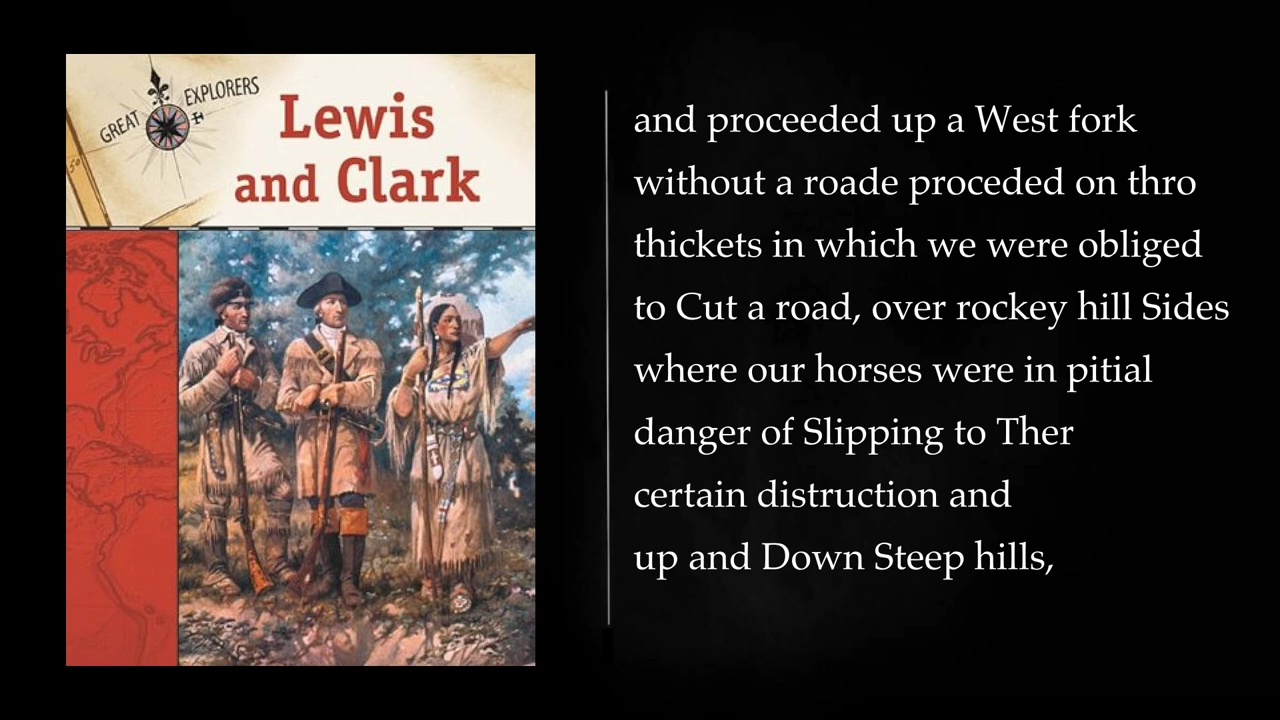 GREAT EXPLORERS
Lewis
and Clark
50
and proceeded up a West fork
without a roade proceded on thro
thickets in which we were obliged
to Cut a road, over rockey hill Sides
where our horses were in pitial
danger of Slipping to Ther
certain distruction and
up and Down Steep hills,